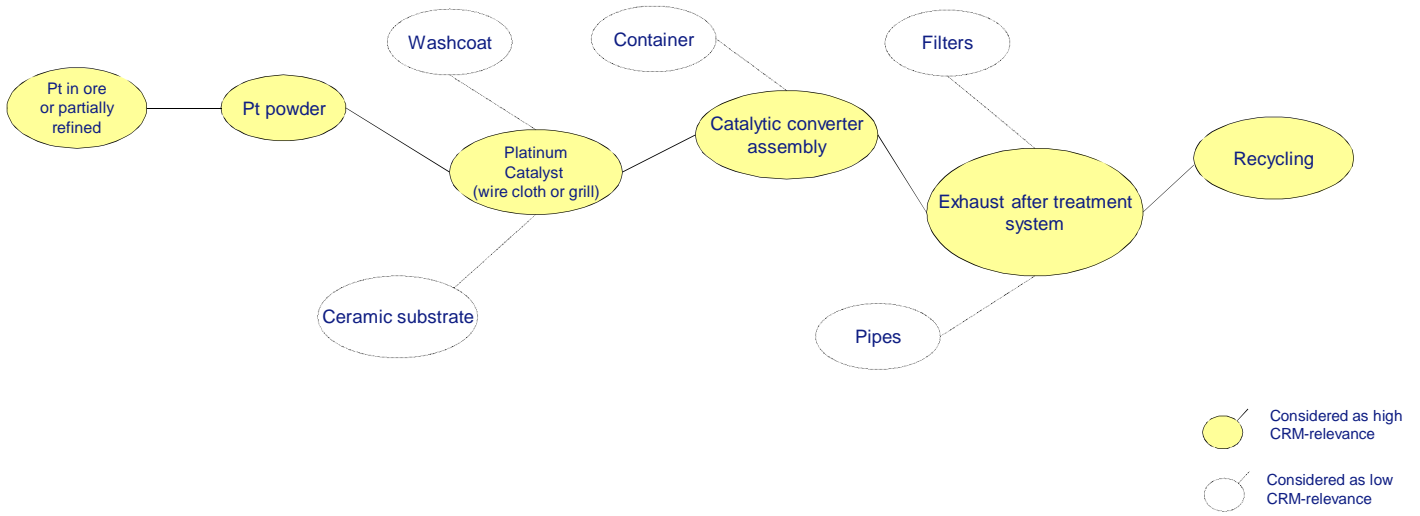 Washcoat
Container
Filters
Pt in ore
or partially
refined
Pt powder
Catalytic converter
assembly
Platinum
Catalyst
(wire cloth or grill)
Recycling
Exhaust after treatment
system
Ceramic substrate
Pipes
Considered as high
CRM-relevance
Considered as low
CRM-relevance